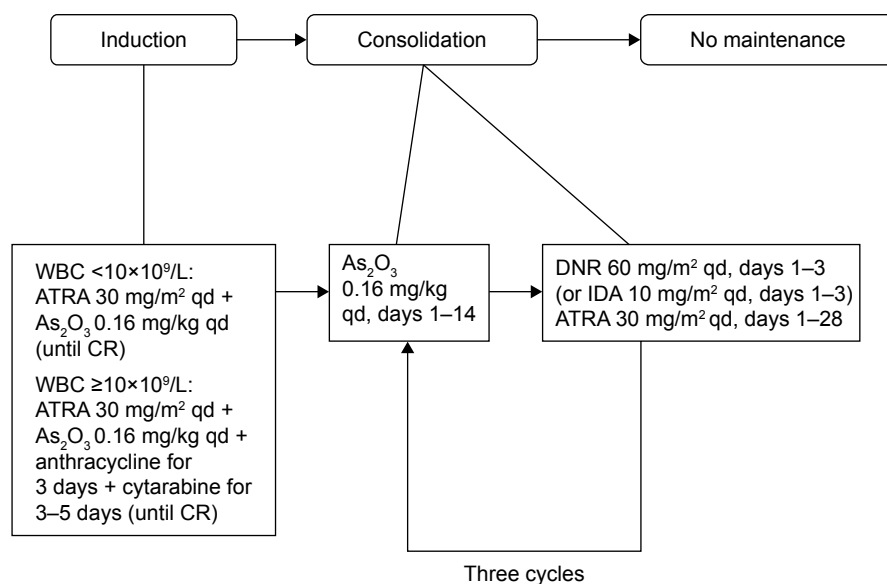 Induction
Consolidation
No maintenance
WBC <10×10⁹/L:
ATRA 30 mg/m² qd +
As₂O₃ 0.16 mg/kg qd
(until CR)
WBC ≥10×10⁹/L:
ATRA 30 mg/m² qd +
As₂O₃ 0.16 mg/kg qd +
anthracycline for
3 days + cytarabine for
3–5 days (until CR)
As₂O₃
0.16 mg/kg
qd, days 1–14
DNR 60 mg/m² qd, days 1–3
(or IDA 10 mg/m² qd, days 1–3)
ATRA 30 mg/m² qd, days 1–28
Three cycles